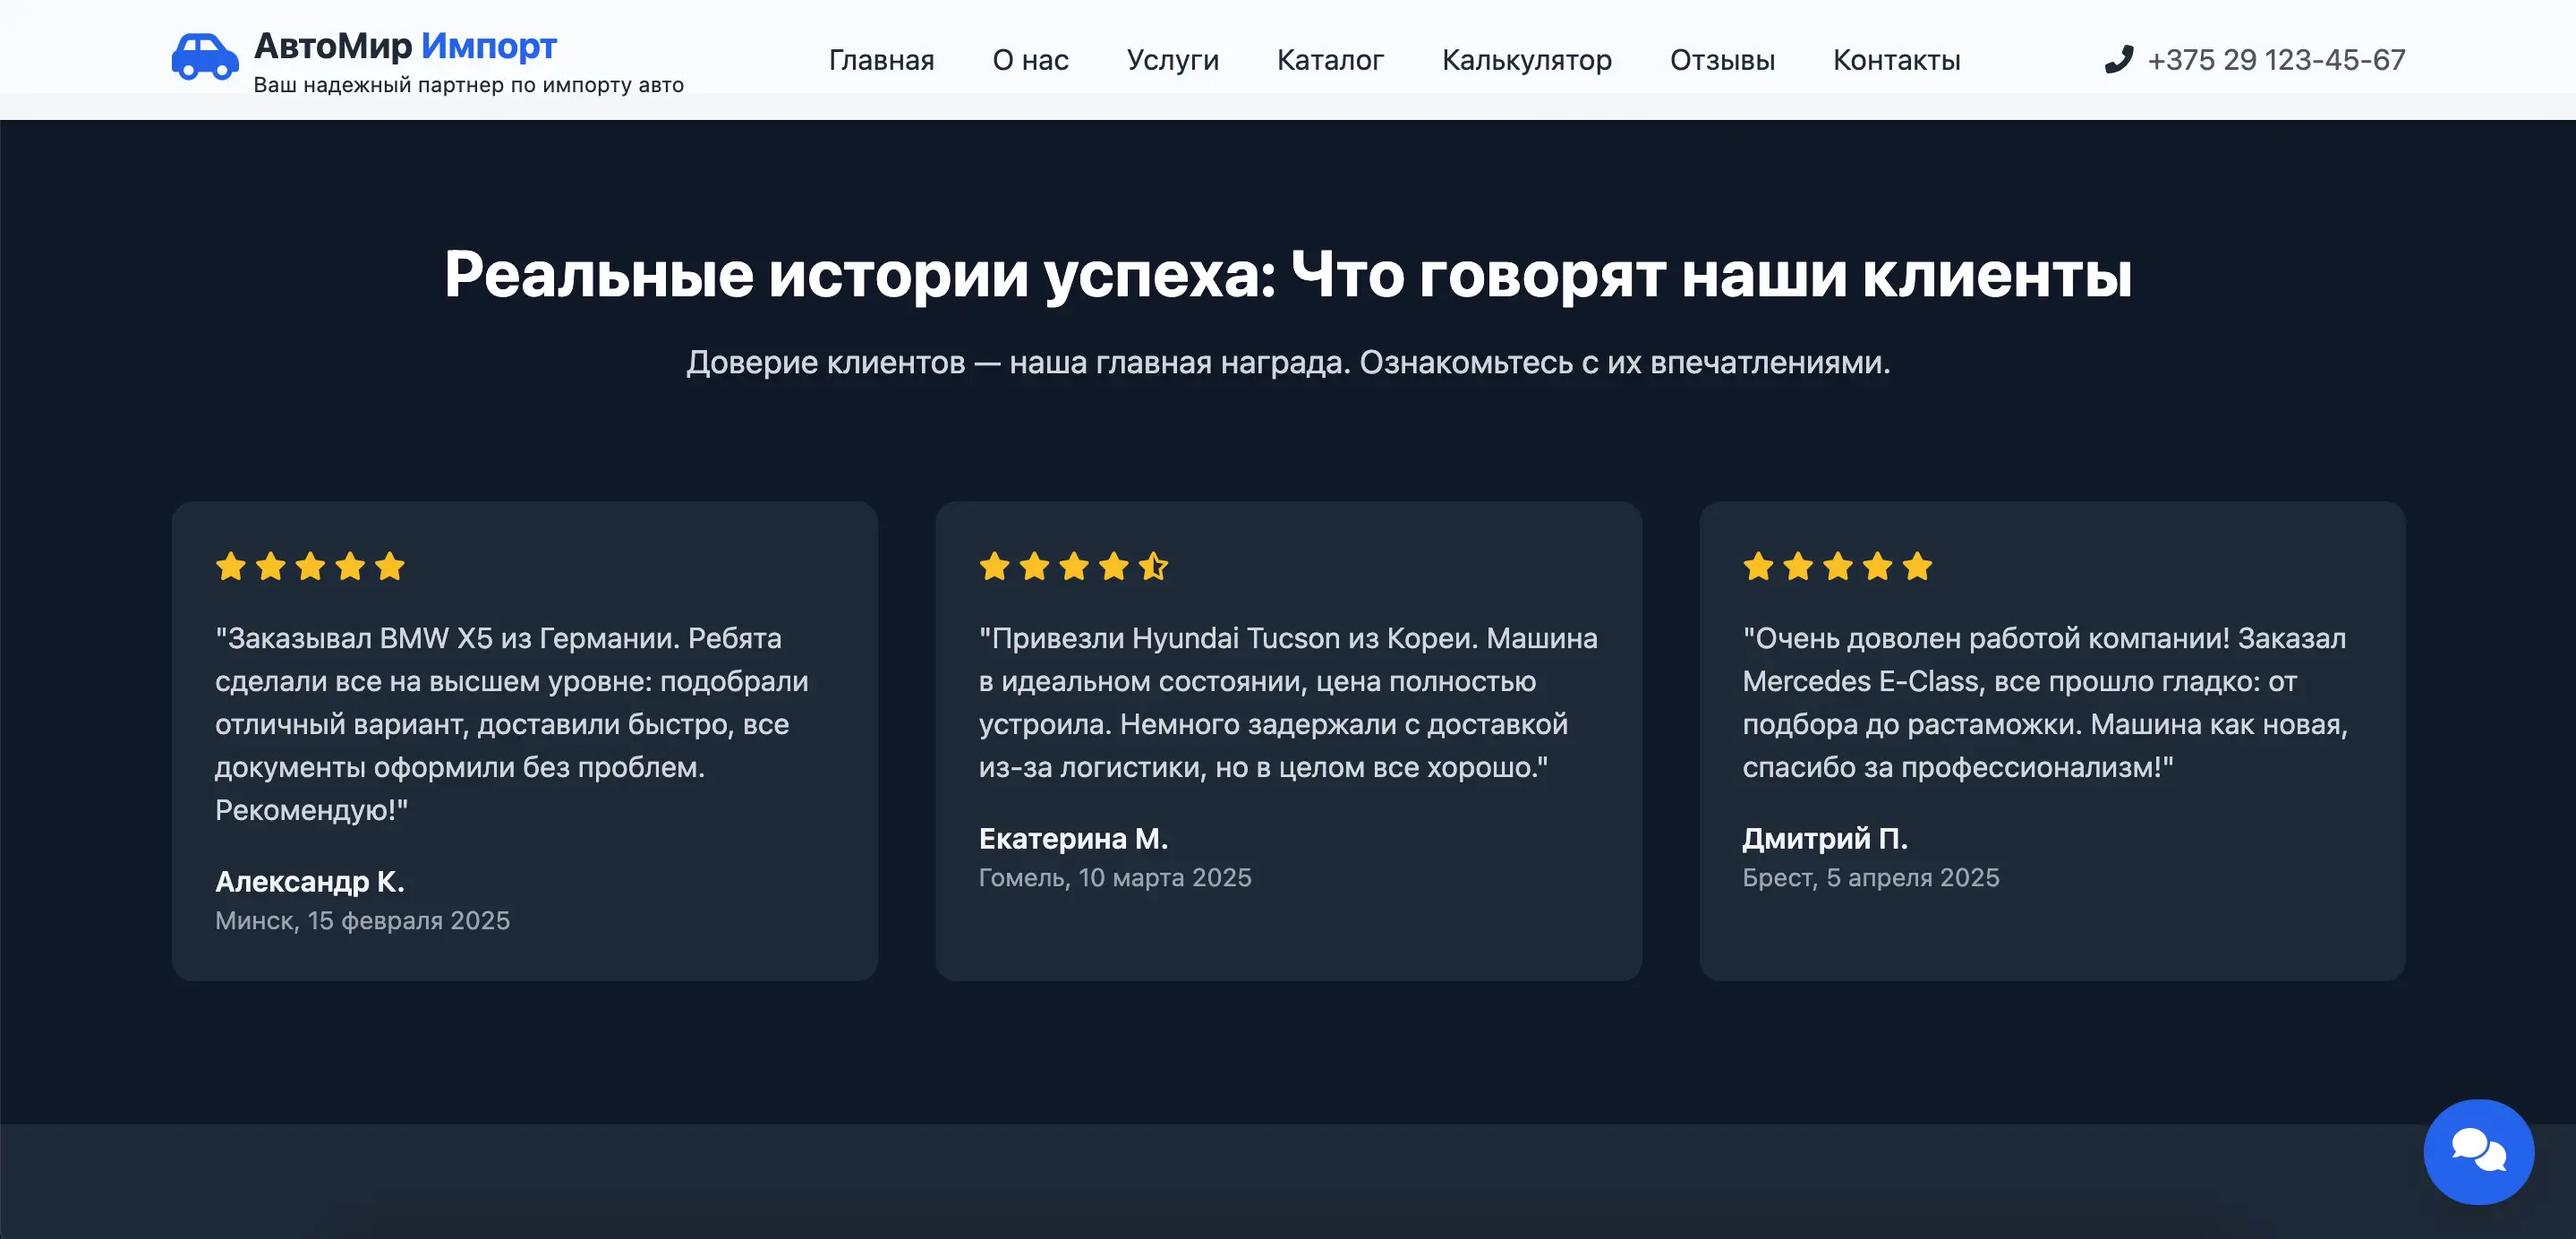 АвтоМир Импорт
Ваш надежный партнер по импорту авто
Главная
О нас
Услуги
Каталог
Калькулятор
Отзывы
Контакты
+375 29 123-45-67
Реальные истории успеха: Что говорят наши клиенты
Доверие клиентов — наша главная награда. Ознакомьтесь с их впечатлениями.
"Заказывал BMW X5 из Германии. Ребята
сделали все на высшем уровне: подобрали
отличный вариант, доставили быстро, все
документы оформили без проблем.
Рекомендую!"
Александр К.
Минск, 15 февраля 2025
"Привезли Hyundai Tucson из Кореи. Машина
в идеальном состоянии, цена полностью
устроила. Немного задержали с доставкой
из-за логистики, но в целом все хорошо."
Екатерина М.
Гомель, 10 марта 2025
"Очень доволен работой компании! Заказал
Mercedes E-Class, все прошло гладко: от
подбора до растаможки. Машина как новая,
спасибо за профессионализм!"
Дмитрий П.
Брест, 5 апреля 2025